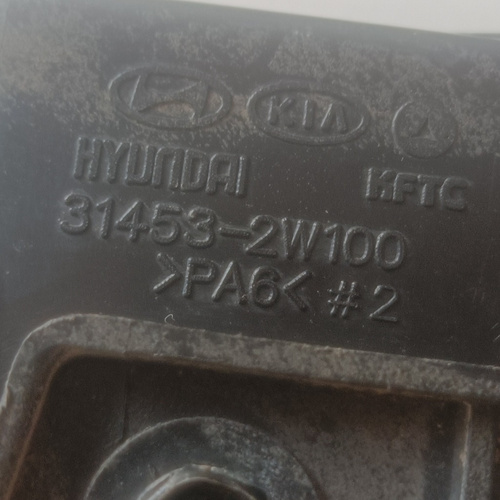 KIA
HYUNDAI KFTC
31453-2W100
>PA6< #2